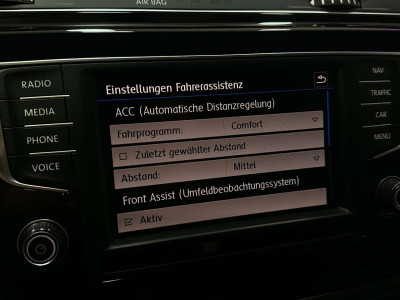 AIR BAG
RADIO
MEDIA
PHONE
VOICE
Einstellungen Fahrerassistenz
ACC (Automatische Distanzregelung)
Fahrprogramm: Comfort
Zuletzt gewählter Abstand
Abstand: Mittel
Front Assist (Umfeldbeobachtungssystem)
Aktiv
NAV
TRAFFIC
CAR
MENU